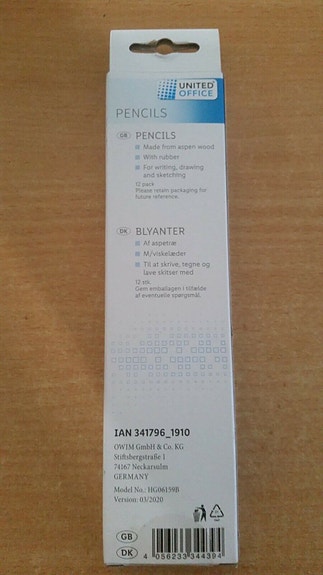 UNITED
OFFICE
PENCILS
GB PENCILS
Made from aspen wood
With rubber
For writing, drawing
and sketching
12 pack
Please retain packaging for
future reference.
DK BLYANTER
Af aspetræ
M/viskelæder
Til at skrive, tegne og
lave skitser med
12 stk.
Gem emballagen i tilfælde
af eventuelle spørgsmål.
IAN 341796_1910
OWIM GmbH & Co. KG
Stiftsbergstraße 1
74167 Neckarsulm
GERMANY
Model No.: HG06159B
Version: 03/2020
GB
DK
4 056233 344394